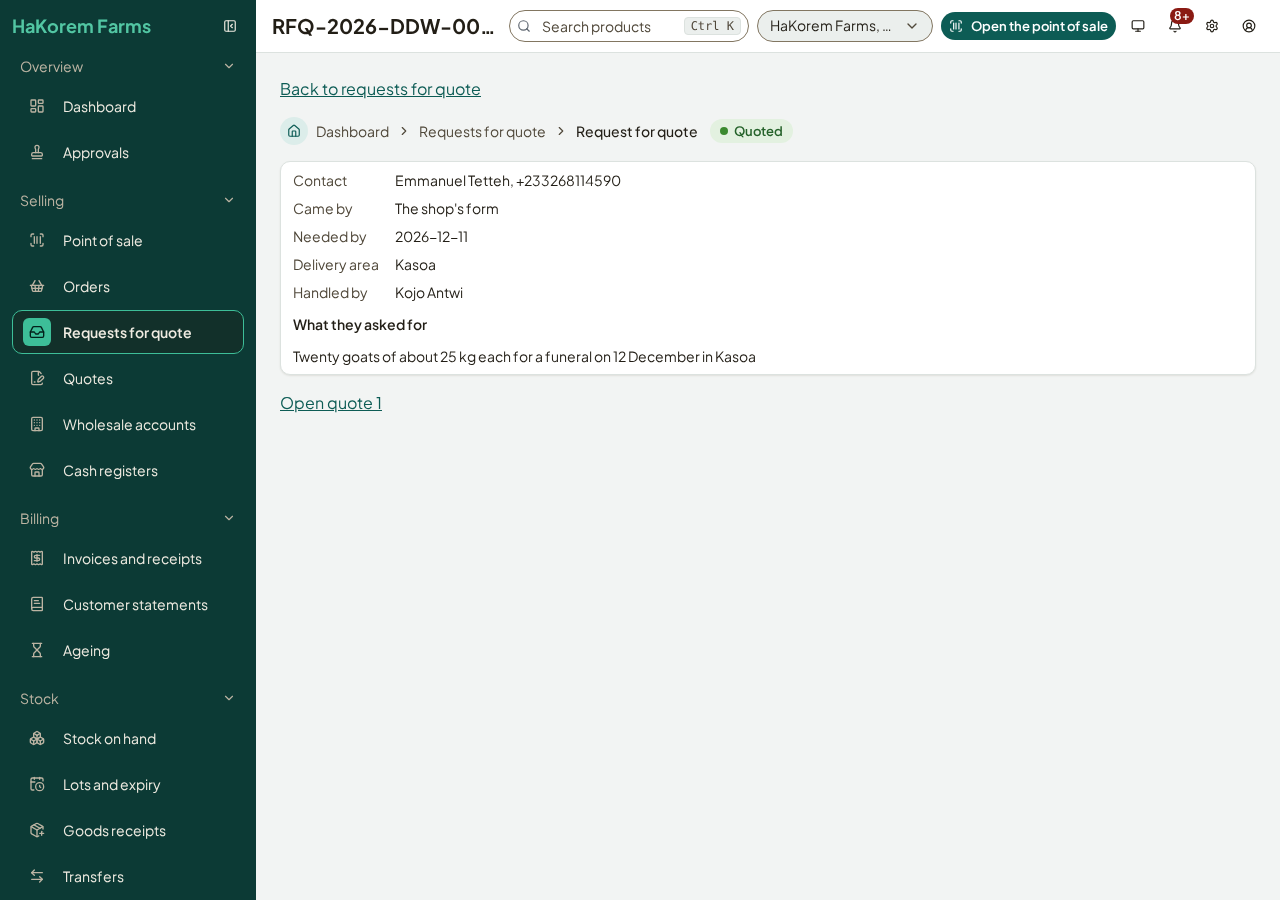 HaKorem Farms
Overview
Dashboard
Approvals
Selling
Point of sale
Orders
Requests for quote
Quotes
Wholesale accounts
Cash registers
Billing
Invoices and receipts
Customer statements
Ageing
Stock
Stock on hand
Lots and expiry
Goods receipts
Transfers
RFQ-2026-DDW-00...
Search products
Ctrl K
HaKorem Farms, ...
Open the point of sale
8+
Back to requests for quote
Dashboard > Requests for quote > Request for quote
Quoted
Contact Emmanuel Tetteh, +233268114590
Came by The shop's form
Needed by 2026-12-11
Delivery area Kasoa
Handled by Kojo Antwi
What they asked for
Twenty goats of about 25 kg each for a funeral on 12 December in Kasoa
Open quote 1